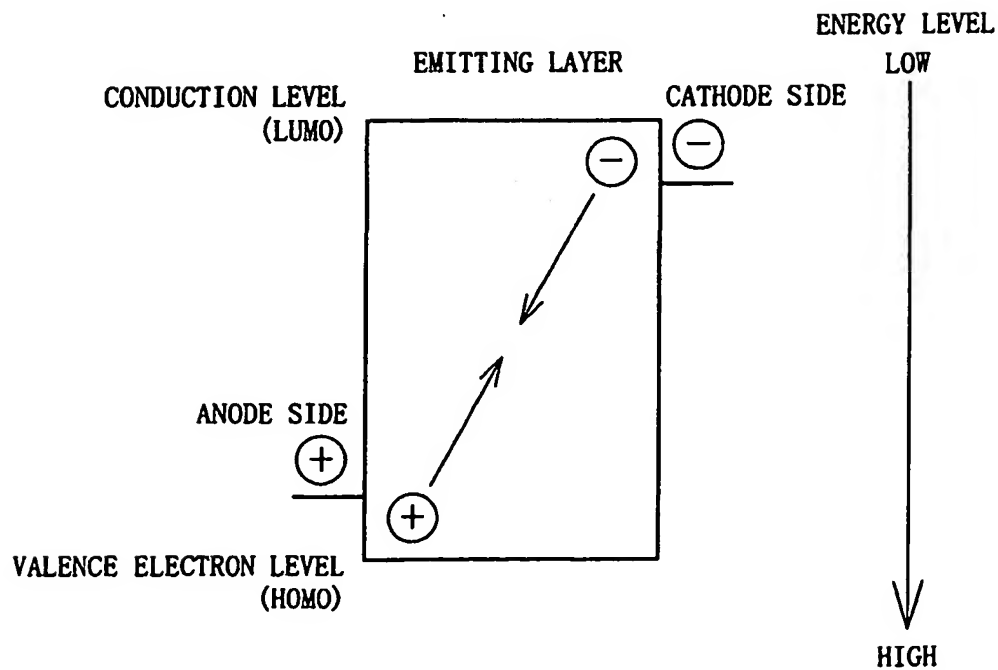 ENERGY LEVEL
LOW
EMITTING LAYER
CONDUCTION LEVEL
(LUMO)
CATHODE SIDE
−
−
ANODE SIDE
+
+
VALENCE ELECTRON LEVEL
(HOMO)
HIGH